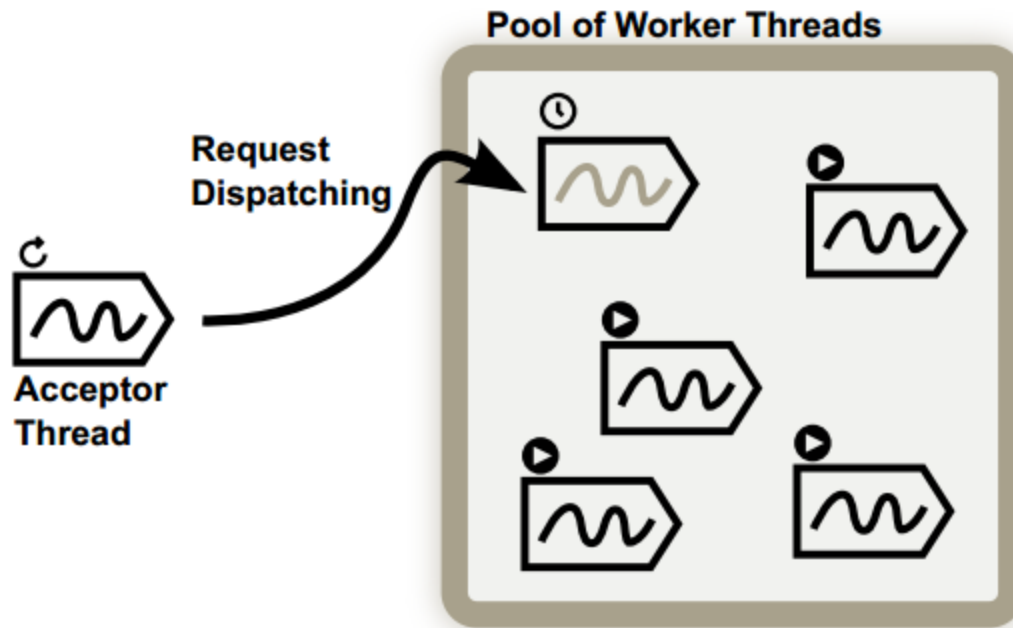 Pool of Worker Threads
Request
Dispatching
Acceptor
Thread